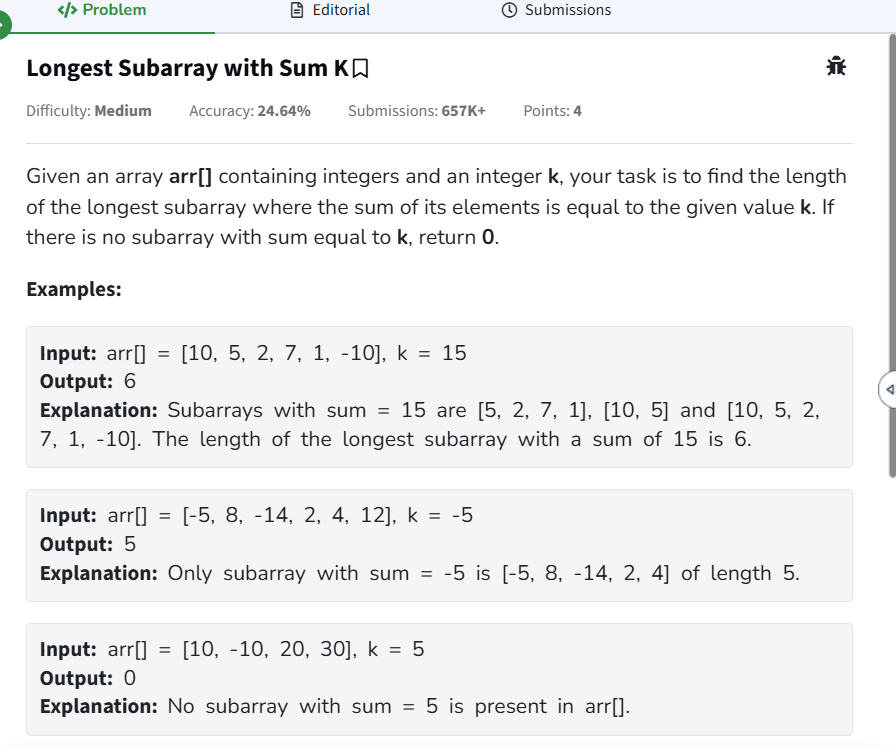 </> Problem
Editorial
Submissions
Longest Subarray with Sum K
Difficulty: Medium Accuracy: 24.64% Submissions: 657K+ Points: 4
Given an array arr[] containing integers and an integer k, your task is to find the length
of the longest subarray where the sum of its elements is equal to the given value k. If
there is no subarray with sum equal to k, return 0.
Examples:
Input: arr[] = [10, 5, 2, 7, 1, -10], k = 15
Output: 6
Explanation: Subarrays with sum = 15 are [5, 2, 7, 1], [10, 5] and [10, 5, 2,
7, 1, -10]. The length of the longest subarray with a sum of 15 is 6.
Input: arr[] = [-5, 8, -14, 2, 4, 12], k = -5
Output: 5
Explanation: Only subarray with sum = -5 is [-5, 8, -14, 2, 4] of length 5.
Input: arr[] = [10, -10, 20, 30], k = 5
Output: 0
Explanation: No subarray with sum = 5 is present in arr[].